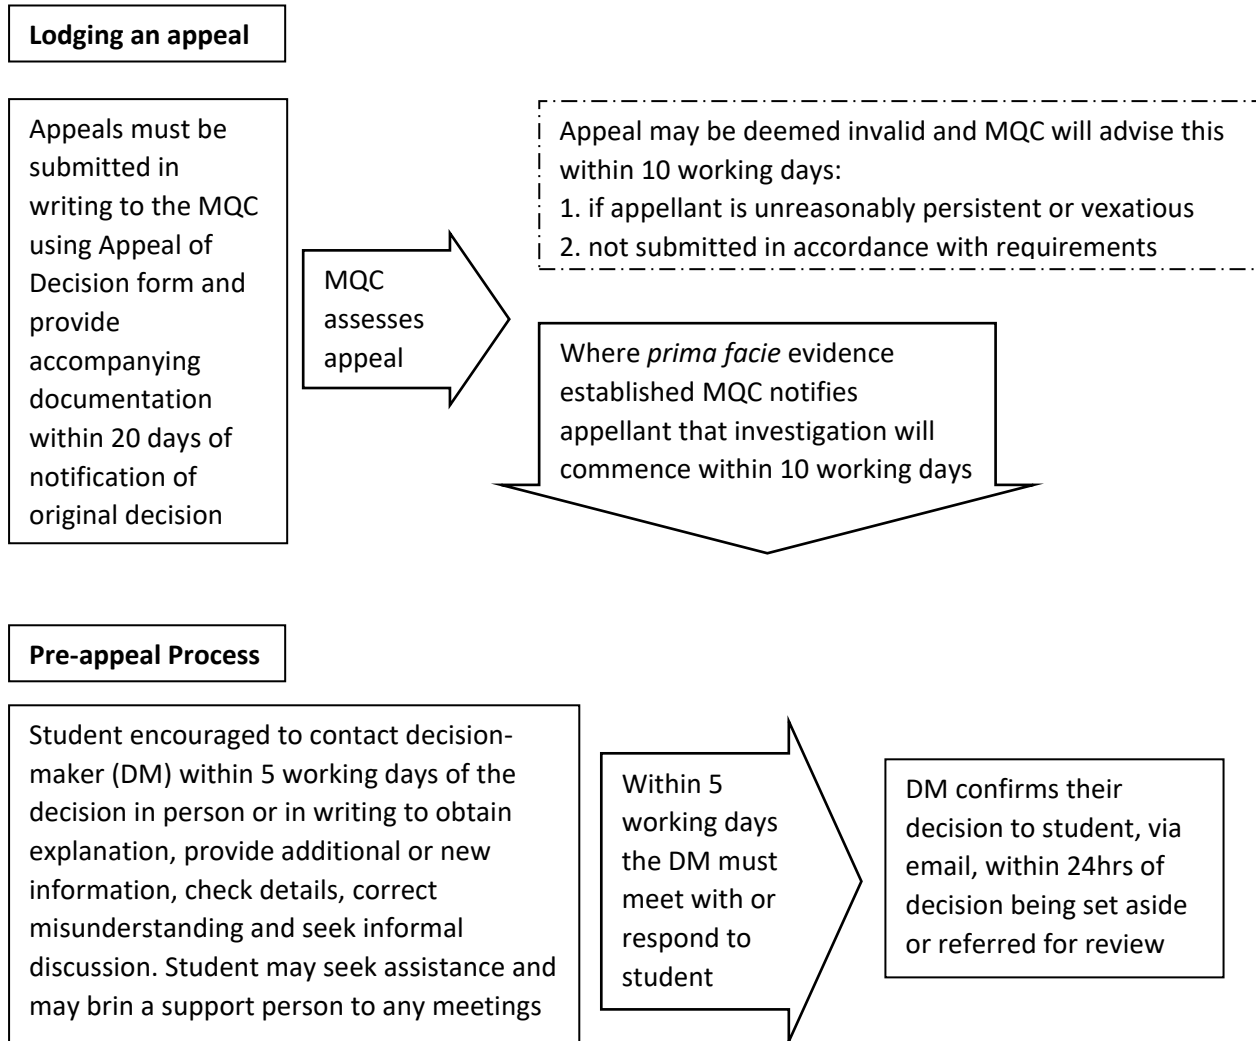 Lodging an appeal
Appeals must be
submitted in
writing to the MQC
using Appeal of
Decision form and
provide
accompanying
documentation
within 20 days of
notification of
original decision
MQC
assesses
appeal
Appeal may be deemed invalid and MQC will advise this
within 10 working days:
1. if appellant is unreasonably persistent or vexatious
2. not submitted in accordance with requirements
Where prima facie evidence
established MQC notifies
appellant that investigation will
commence within 10 working days
Pre-appeal Process
Student encouraged to contact decision-
maker (DM) within 5 working days of the
decision in person or in writing to obtain
explanation, provide additional or new
information, check details, correct
misunderstanding and seek informal
discussion. Student may seek assistance and
may brin a support person to any meetings
Within 5
working days
the DM must
meet with or
respond to
student
DM confirms their
decision to student, via
email, within 24hrs of
decision being set aside
or referred for review